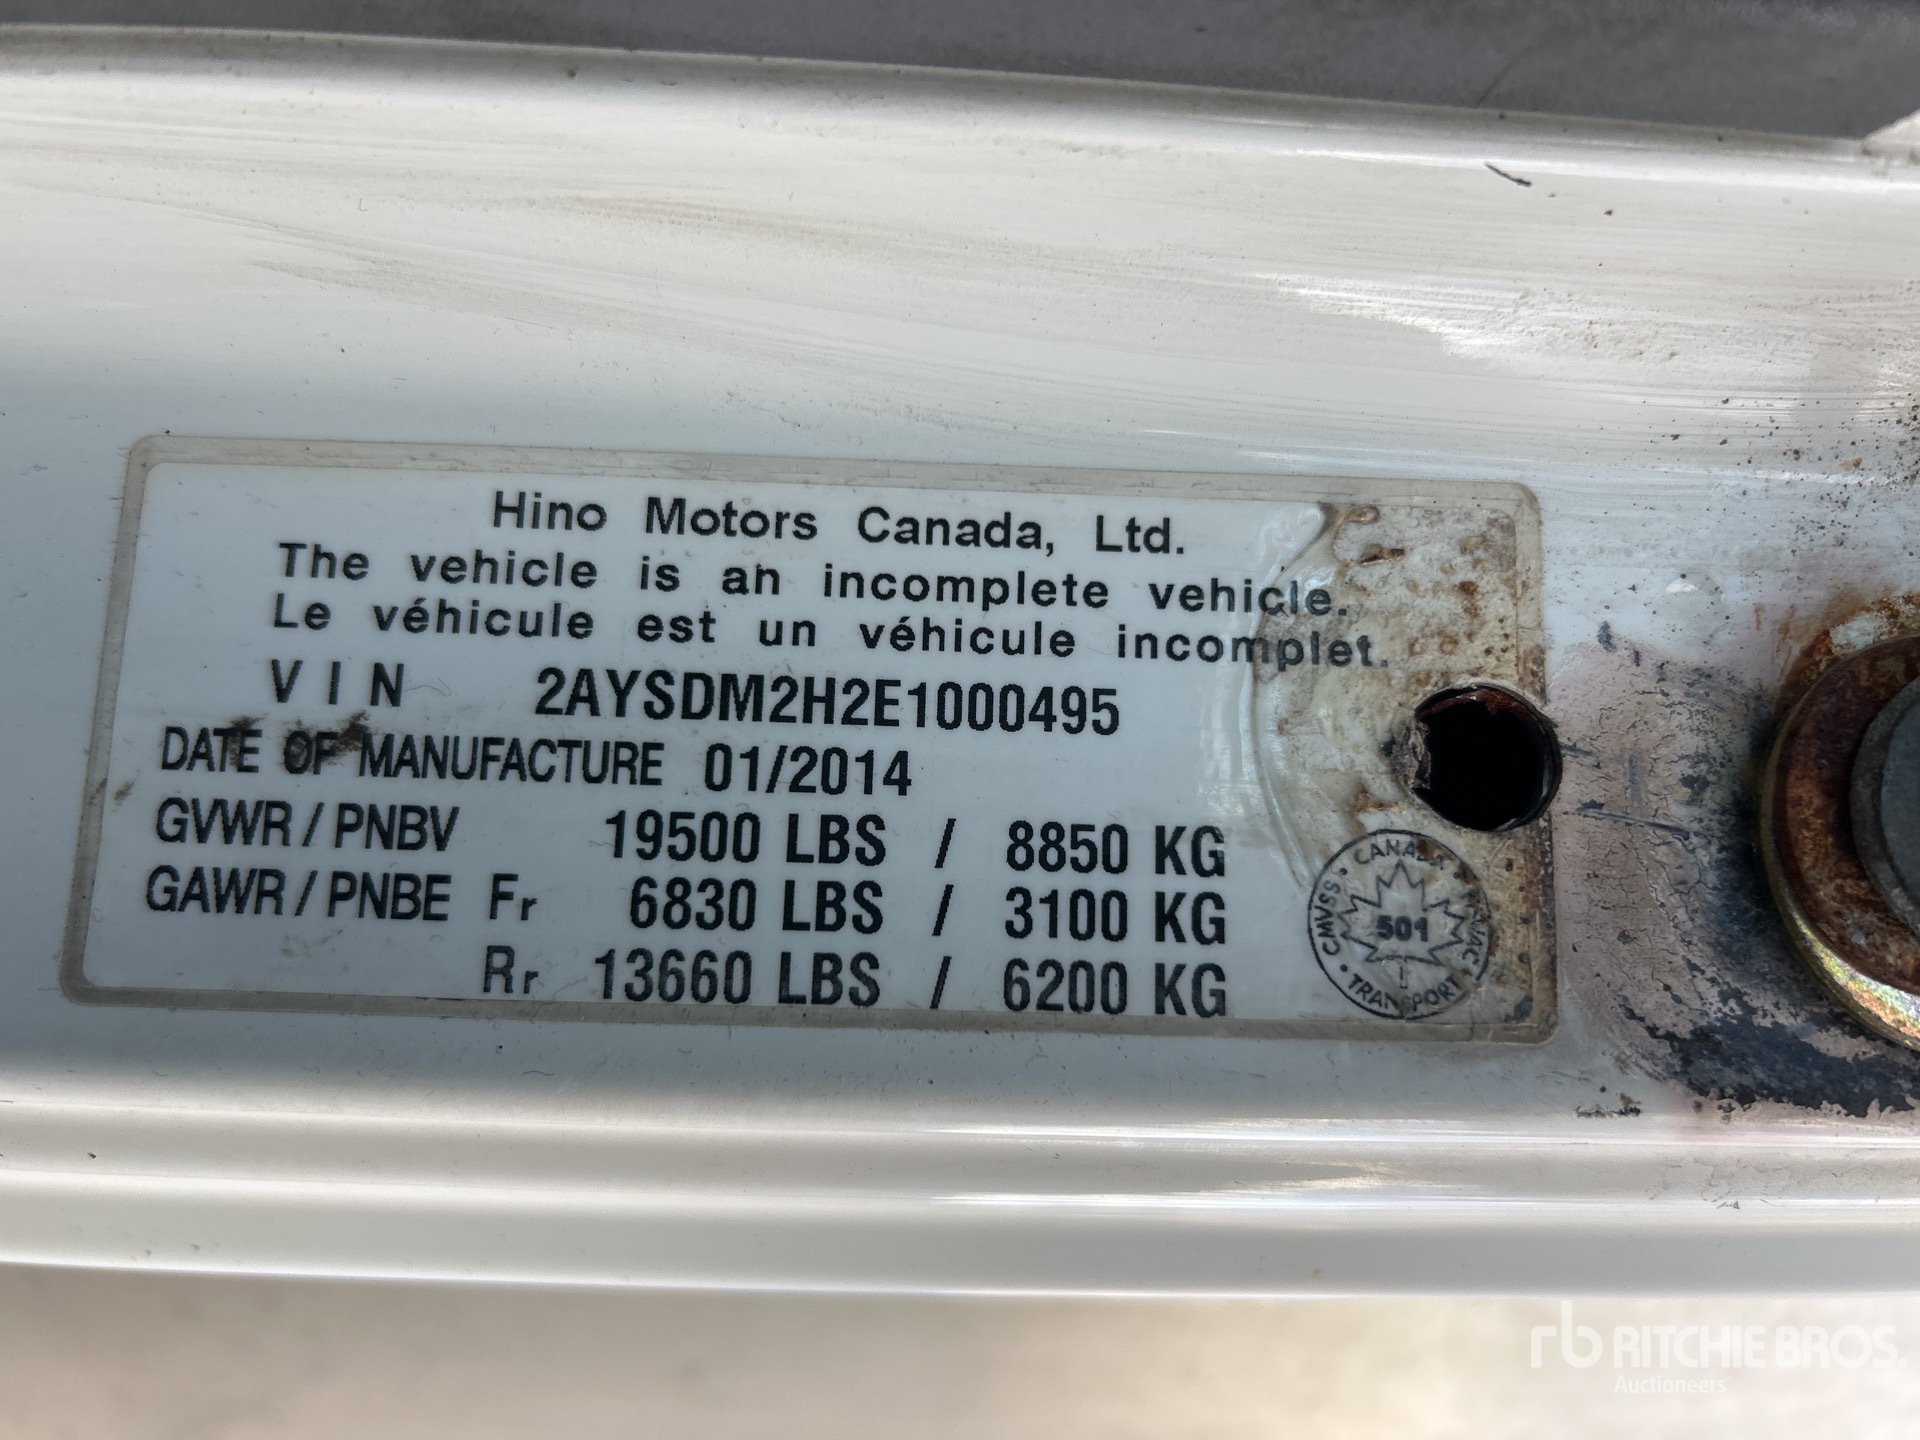 Hino Motors Canada, Ltd.
The vehicle is an incomplete vehicle.
Le véhicule est un véhicule incomplet.
VIN 2AYSDM2H2E1000495
DATE OF MANUFACTURE 01/2014
GVWR / PNBV 19500 LBS / 8850 KG
GAWR / PNBE Fr 6830 LBS / 3100 KG
Rr 13660 LBS / 6200 KG
CANADA · TRANSPORT · CMVSS ·
501
rb RITCHIE BROS.
Auctioneers